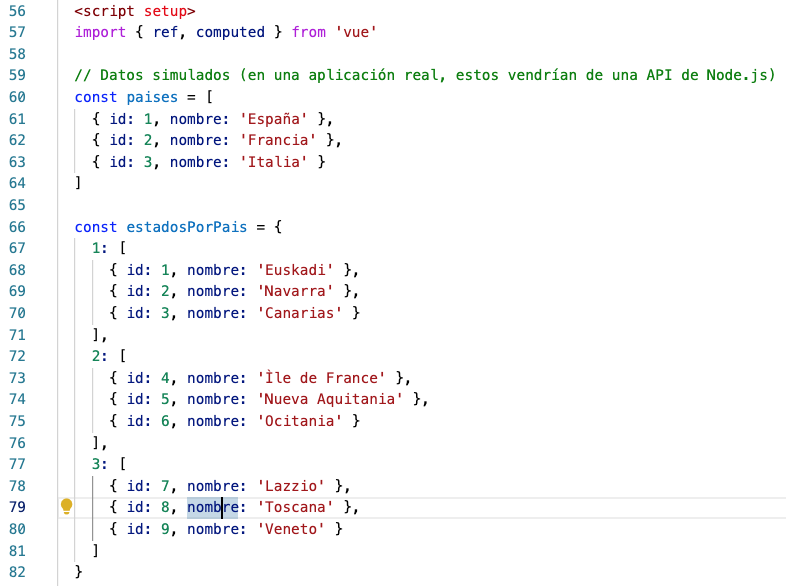 56 <script setup>
57 import { ref, computed } from 'vue'
58
59 // Datos simulados (en una aplicación real, estos vendrían de una API de Node.js)
60 const paises = [
61   { id: 1, nombre: 'España' },
62   { id: 2, nombre: 'Francia' },
63   { id: 3, nombre: 'Italia' }
64 ]
65
66 const estadosPorPais = {
67   1: [
68     { id: 1, nombre: 'Euskadi' },
69     { id: 2, nombre: 'Navarra' },
70     { id: 3, nombre: 'Canarias' }
71   ],
72   2: [
73     { id: 4, nombre: 'Ìle de France' },
74     { id: 5, nombre: 'Nueva Aquitania' },
75     { id: 6, nombre: 'Ocitania' }
76   ],
77   3: [
78     { id: 7, nombre: 'Lazzio' },
79     { id: 8, nombre: 'Toscana' },
80     { id: 9, nombre: 'Veneto' }
81   ]
82 }